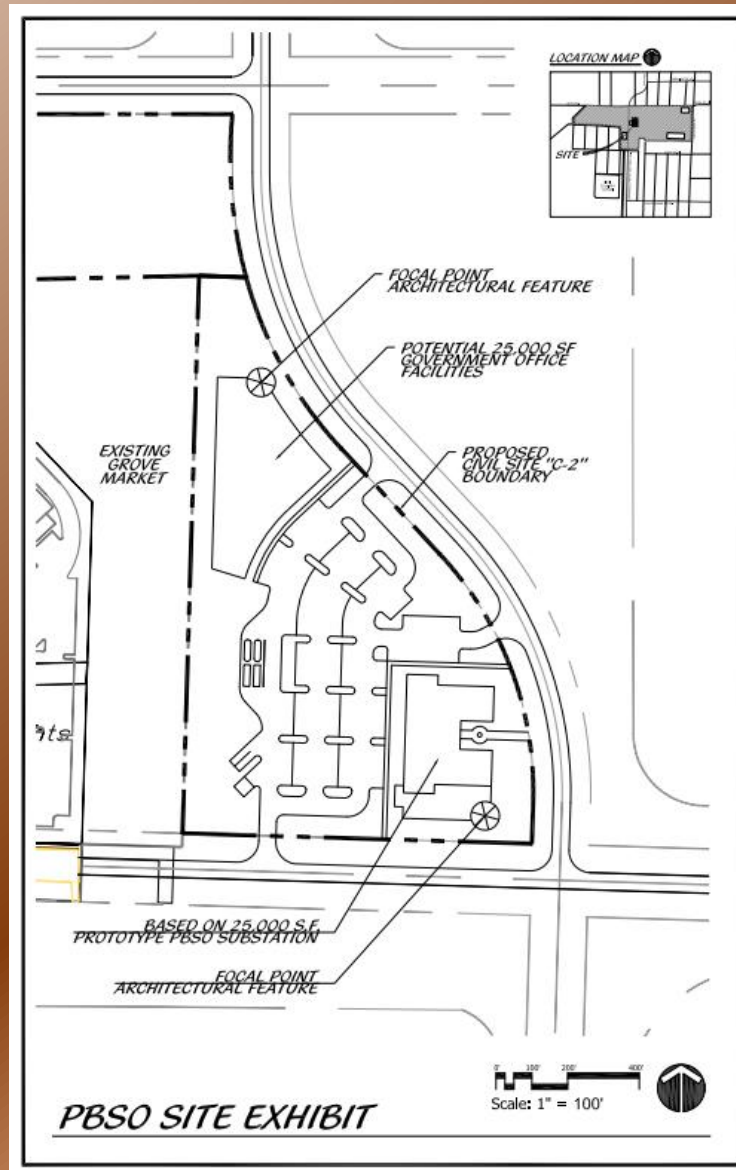 LOCATION MAP
SITE
FOCAL POINT
ARCHITECTURAL FEATURE
POTENTIAL 25,000 SF
GOVERNMENT OFFICE
FACILITIES
EXISTING
GROVE
MARKET
PROPOSED
CIVIL SITE "C-2"
BOUNDARY
nts
BASED ON 25,000 S.F.
PROTOTYPE PBSO SUBSTATION
FOCAL POINT
ARCHITECTURAL FEATURE
0' 100' 200' 400'
Scale: 1" = 100'
PBSO SITE EXHIBIT